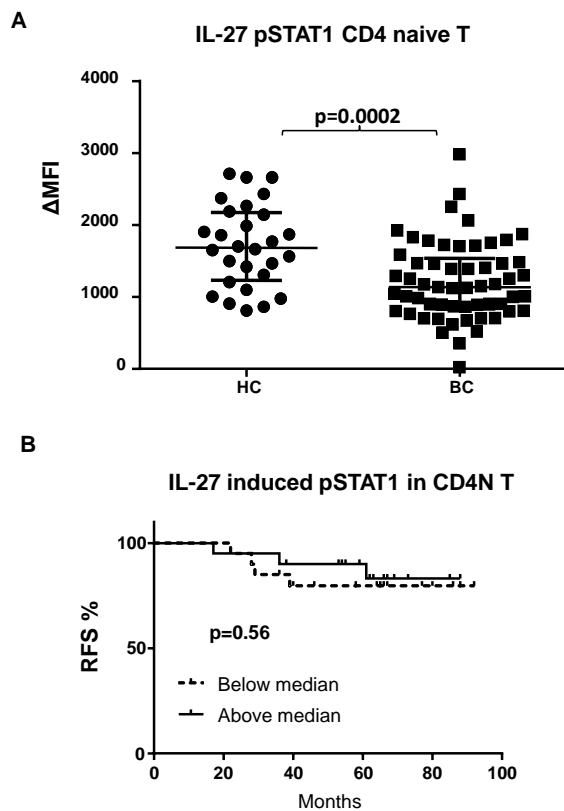 A
IL-27 pSTAT1 CD4 naive T
4000
p=0.0002
3000
ΔMFI
2000
1000
0
HC BC
B
IL-27 induced pSTAT1 in CD4N T
100
RFS %
50
p=0.56
Below median
Above median
0
0 20 40 60 80 100
Months